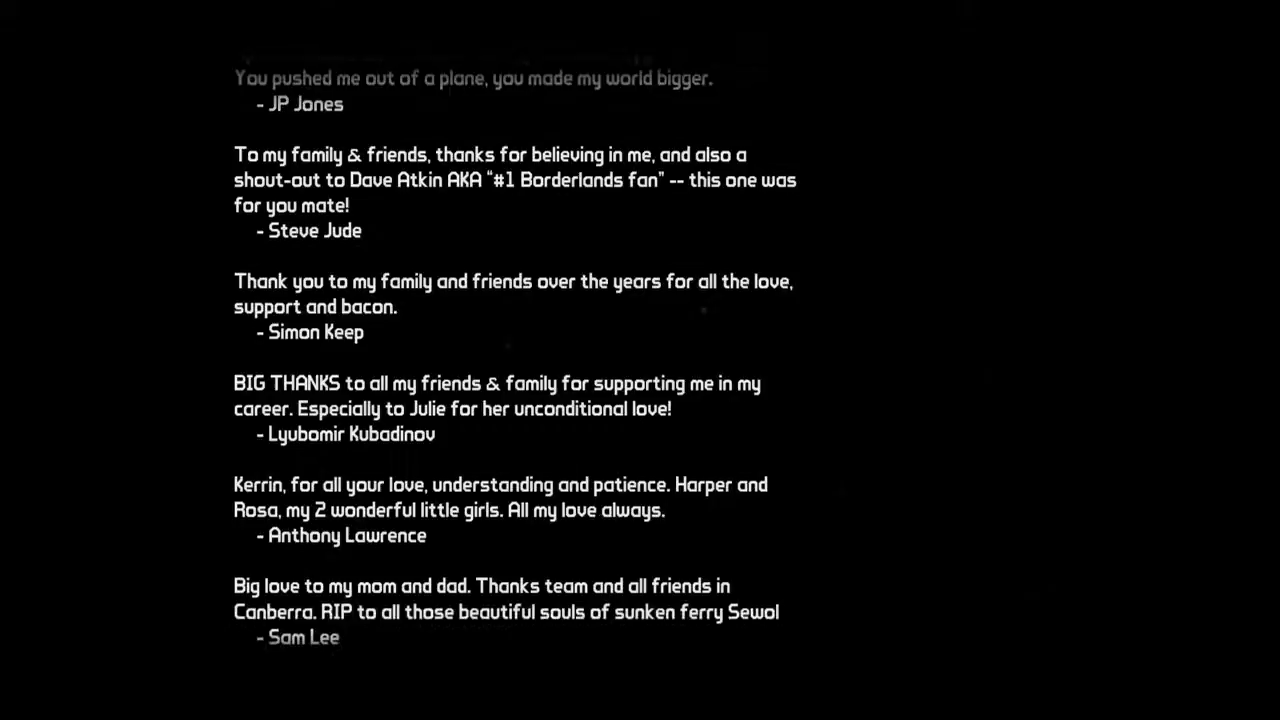 You pushed me out of a plane, you made my world bigger.
- JP Jones
To my family & friends, thanks for believing in me, and also a
shout-out to Dave Atkin AKA "#1 Borderlands fan" -- this one was
for you mate!
- Steve Jude
Thank you to my family and friends over the years for all the love,
support and bacon.
- Simon Keep
BIG THANKS to all my friends & family for supporting me in my
career. Especially to Julie for her unconditional love!
- Lyubomir Kubadinov
Kerrin, for all your love, understanding and patience. Harper and
Rosa, my 2 wonderful little girls. All my love always.
- Anthony Lawrence
Big love to my mom and dad. Thanks team and all friends in
Canberra. RIP to all those beautiful souls of sunken ferry Sewol
- Sam Lee